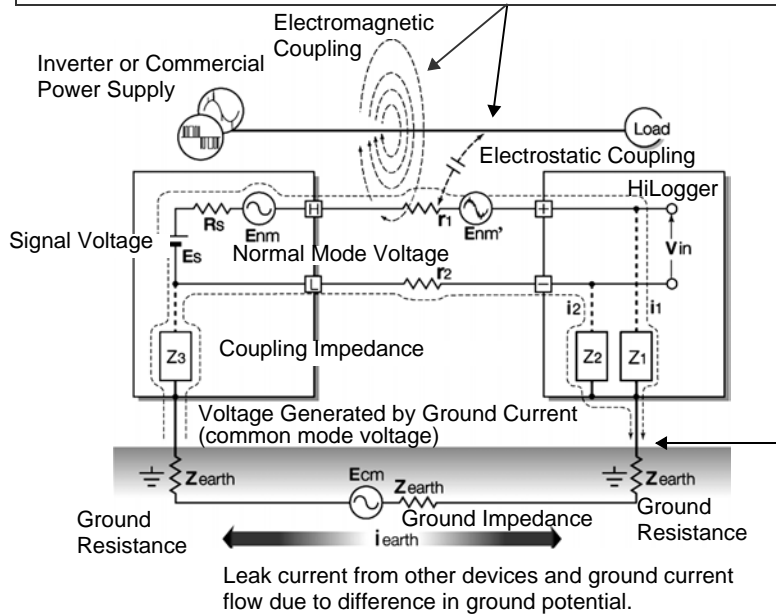 Electromagnetic
Coupling
Inverter or Commercial
Power Supply
Load
Electrostatic Coupling
HiLogger
Rs
Enm
H
r1
Enm'
+
Signal Voltage
Es
Normal Mode Voltage
Vin
r2
L
−
i2
i1
Z3
Coupling Impedance
Z2
Z1
Voltage Generated by Ground Current
(common mode voltage)
Zearth
Ecm
Zearth
Zearth
Ground
Resistance
Ground Impedance
Ground
Resistance
iearth
Leak current from other devices and ground current
flow due to difference in ground potential.